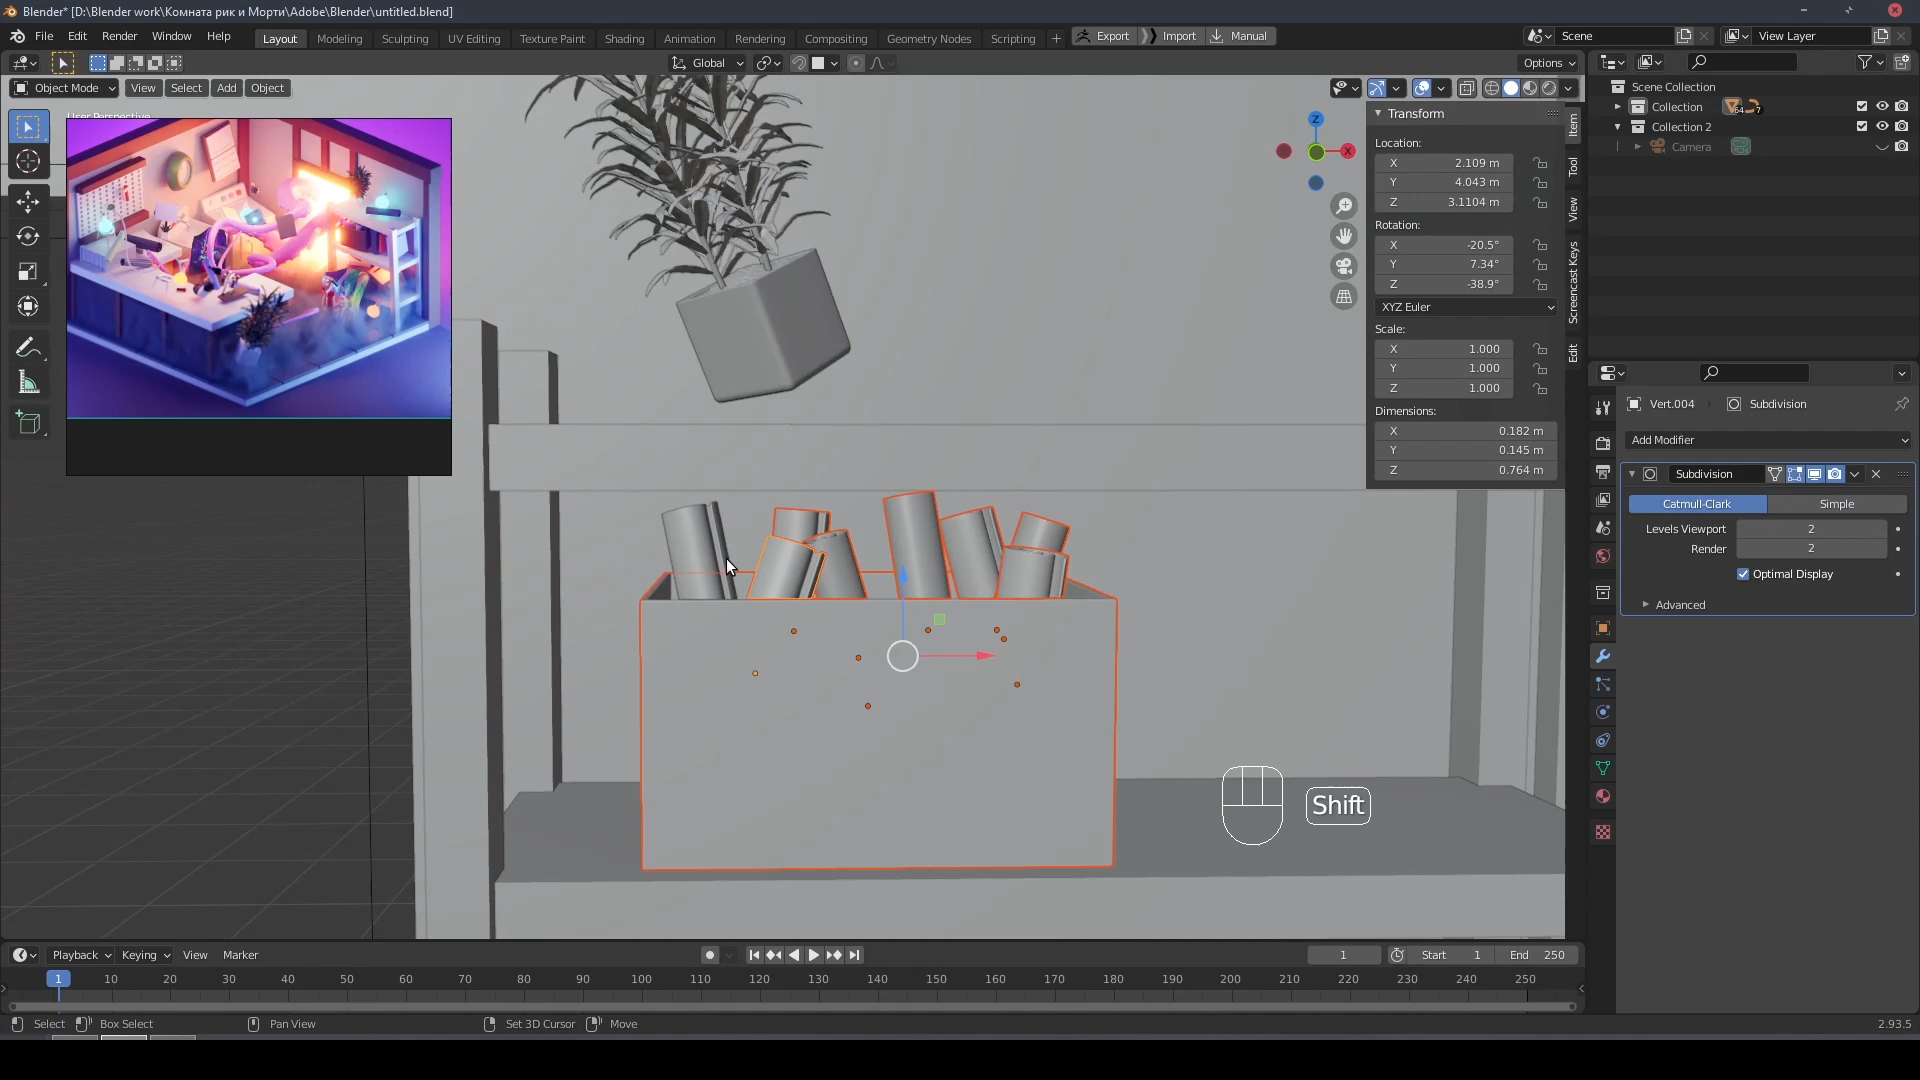 Blender* [D:\Blender work\Комната рик и Морти\Adobe\Blender\untitled.blend]
File Edit Render Window Help
Layout Modeling Sculpting UV Editing Texture Paint Shading Animation Rendering Compositing Geometry Nodes Scripting + Export Import Manual
Scene
View Layer
Global
Options
Object Mode View Select Add Object
User Perspective
Scene Collection
Collection 64 7
Collection 2
Camera
Z
X
Transform
Location:
X 2.109 m
Y 4.043 m
Z 3.1104 m
Rotation:
X -20.5°
Y 7.34°
Z -38.9°
XYZ Euler
Scale:
X 1.000
Y 1.000
Z 1.000
Dimensions:
X 0.182 m
Y 0.145 m
Z 0.764 m
Item
Tool
View
Screencast Keys
Edit
Vert.004 Subdivision
Add Modifier
Subdivision
Catmull-Clark Simple
Levels Viewport 2
Render 2
Optimal Display
Advanced
Shift
Playback Keying View Marker
1 Start 1 End 250
1 10 20 30 40 50 60 70 80 90 100 110 120 130 140 150 160 170 180 190 200 210 220 230 240 250
Select Box Select Pan View Set 3D Cursor Move 2.93.5